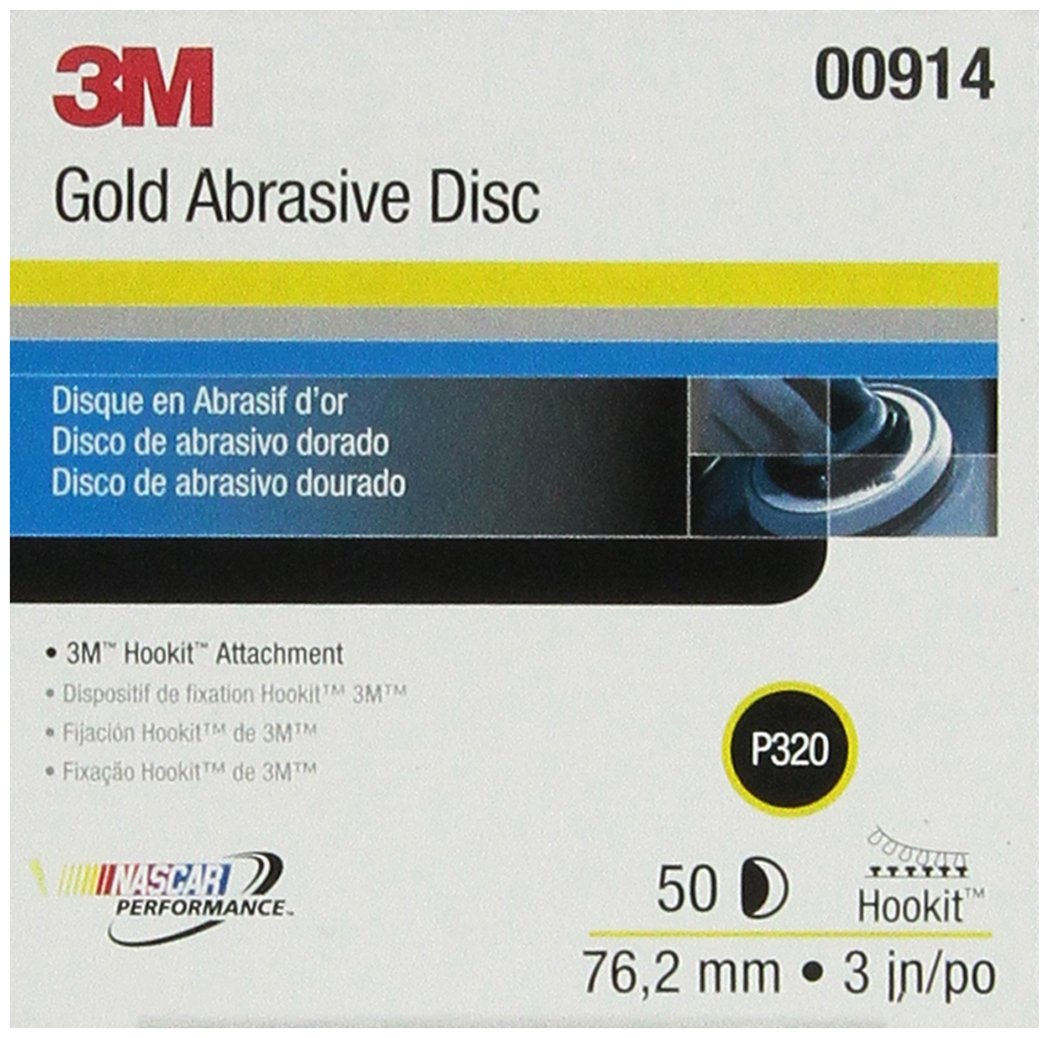 3M
00914
Gold Abrasive Disc
Disque en Abrasif d'or
Disco de abrasivo dorado
Disco de abrasivo dourado
• 3M™ Hookit™ Attachment
• Dispositif de fixation Hookit™ 3M™
• Fijación Hookit™ de 3M™
• Fixação Hookit™ de 3M™
P320
NASCAR
PERFORMANCE™
50
Hookit™
76,2 mm • 3 in/po